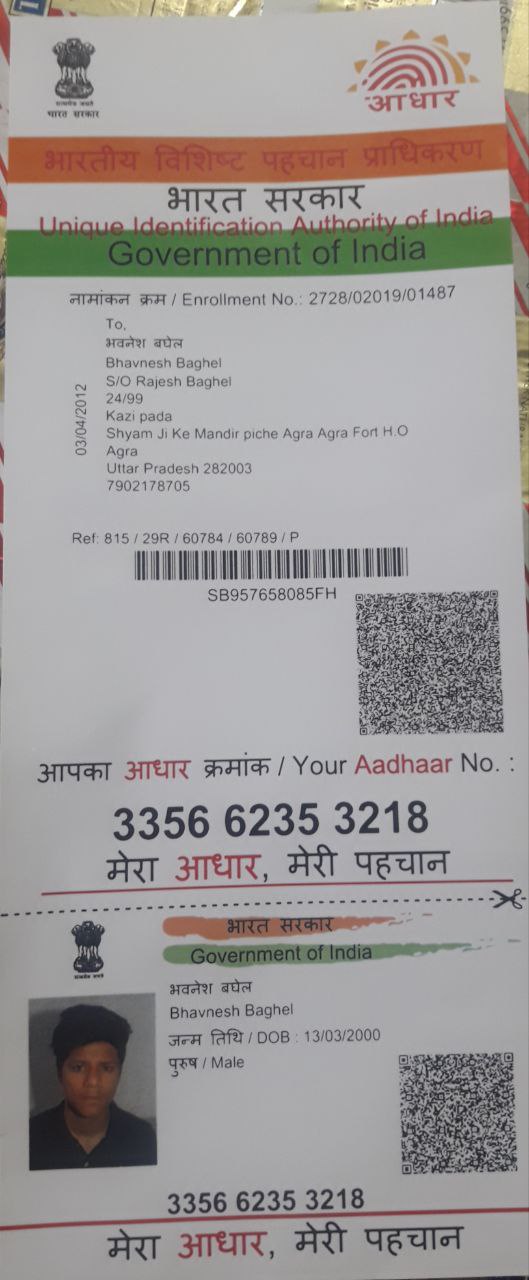 सत्यमेव जयते
भारत सरकार
आधार
भारतीय विशिष्ट पहचान प्राधिकरण
भारत सरकार
Unique Identification Authority of India
Government of India
नामांकन क्रम / Enrollment No.: 2728/02019/01487
03/04/2012
To,
भवनेश बघेल
Bhavnesh Baghel
S/O Rajesh Baghel
24/99
Kazi pada
Shyam Ji Ke Mandir piche Agra Agra Fort H.O
Agra
Uttar Pradesh 282003
7902178705
Ref: 815 / 29R / 60784 / 60789 / P
SB957658085FH
आपका आधार क्रमांक / Your Aadhaar No. :
3356 6235 3218
मेरा आधार, मेरी पहचान
भारत सरकार
Government of India
सत्यमेव जयते
भवनेश बघेल
Bhavnesh Baghel
जन्म तिथि / DOB : 13/03/2000
पुरुष / Male
3356 6235 3218
मेरा आधार, मेरी पहचान